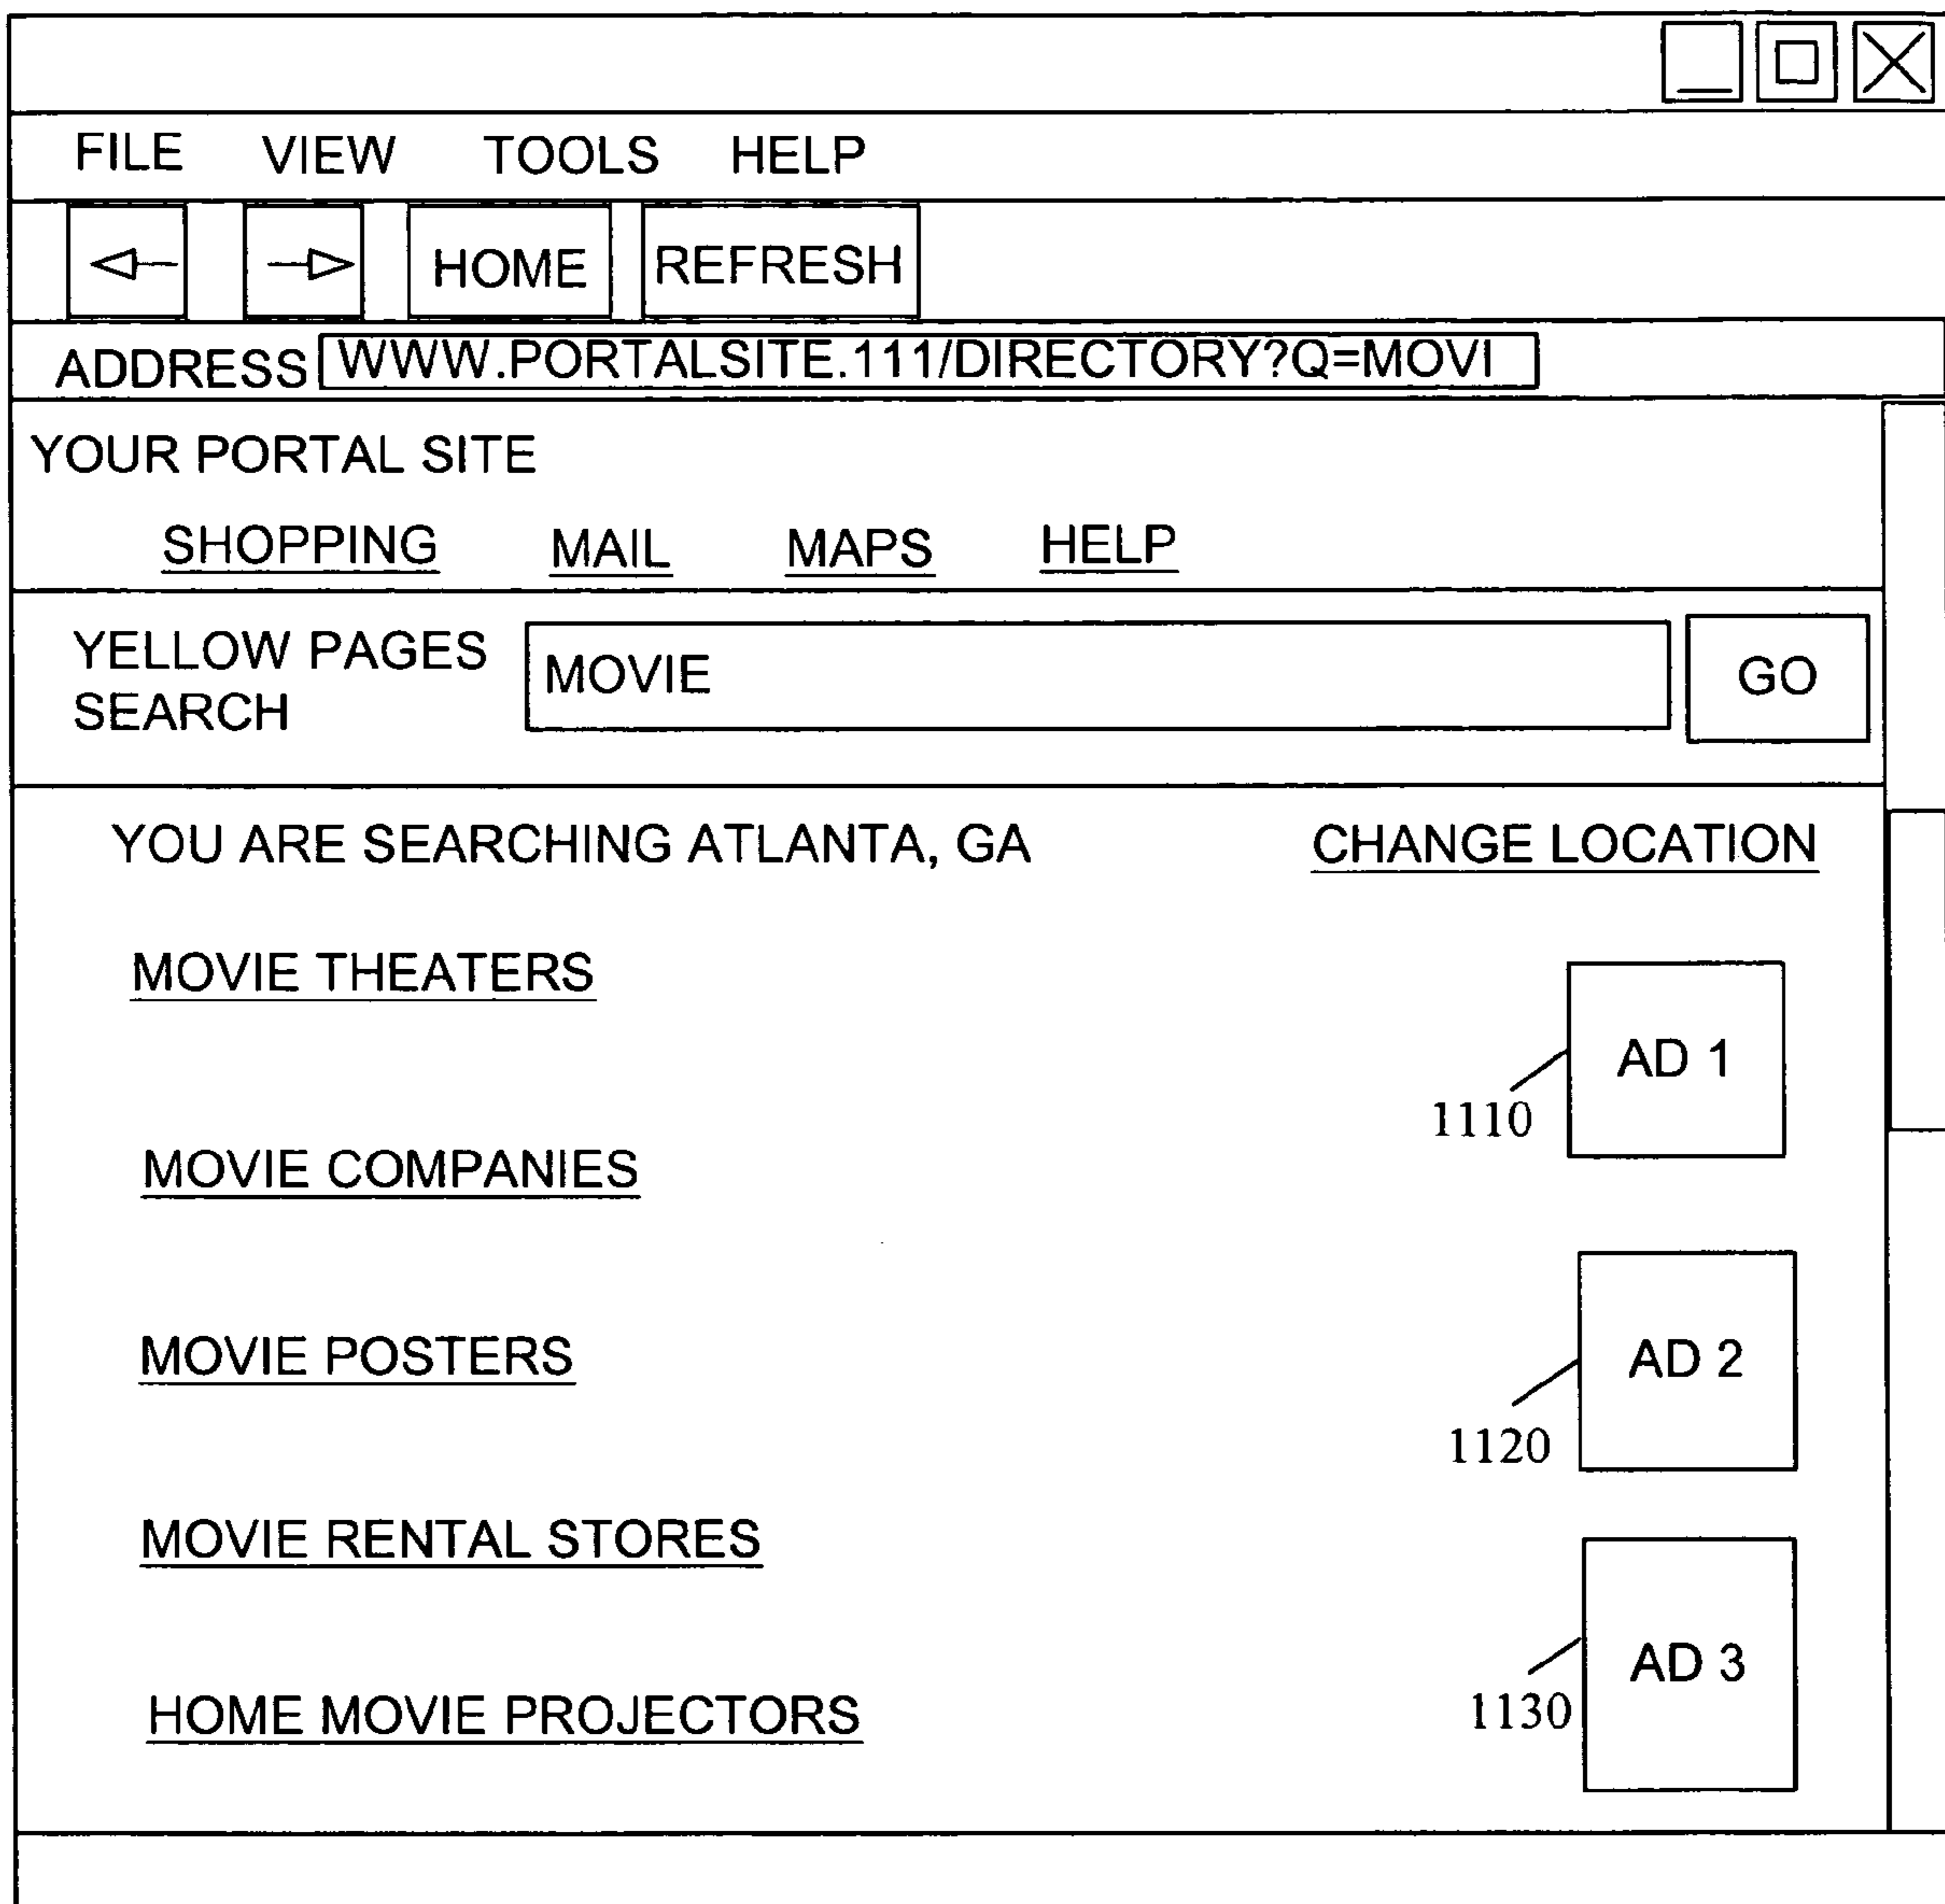 FILE VIEW TOOLS HELP
HOME REFRESH
ADDRESS WWW.PORTALSITE.111/DIRECTORY?Q=MOVI
YOUR PORTAL SITE
SHOPPING MAIL MAPS HELP
YELLOW PAGES
SEARCH
MOVIE
GO
YOU ARE SEARCHING ATLANTA, GA CHANGE LOCATION
MOVIE THEATERS
AD 1
1110
MOVIE COMPANIES
MOVIE POSTERS
AD 2
1120
MOVIE RENTAL STORES
AD 3
1130
HOME MOVIE PROJECTORS